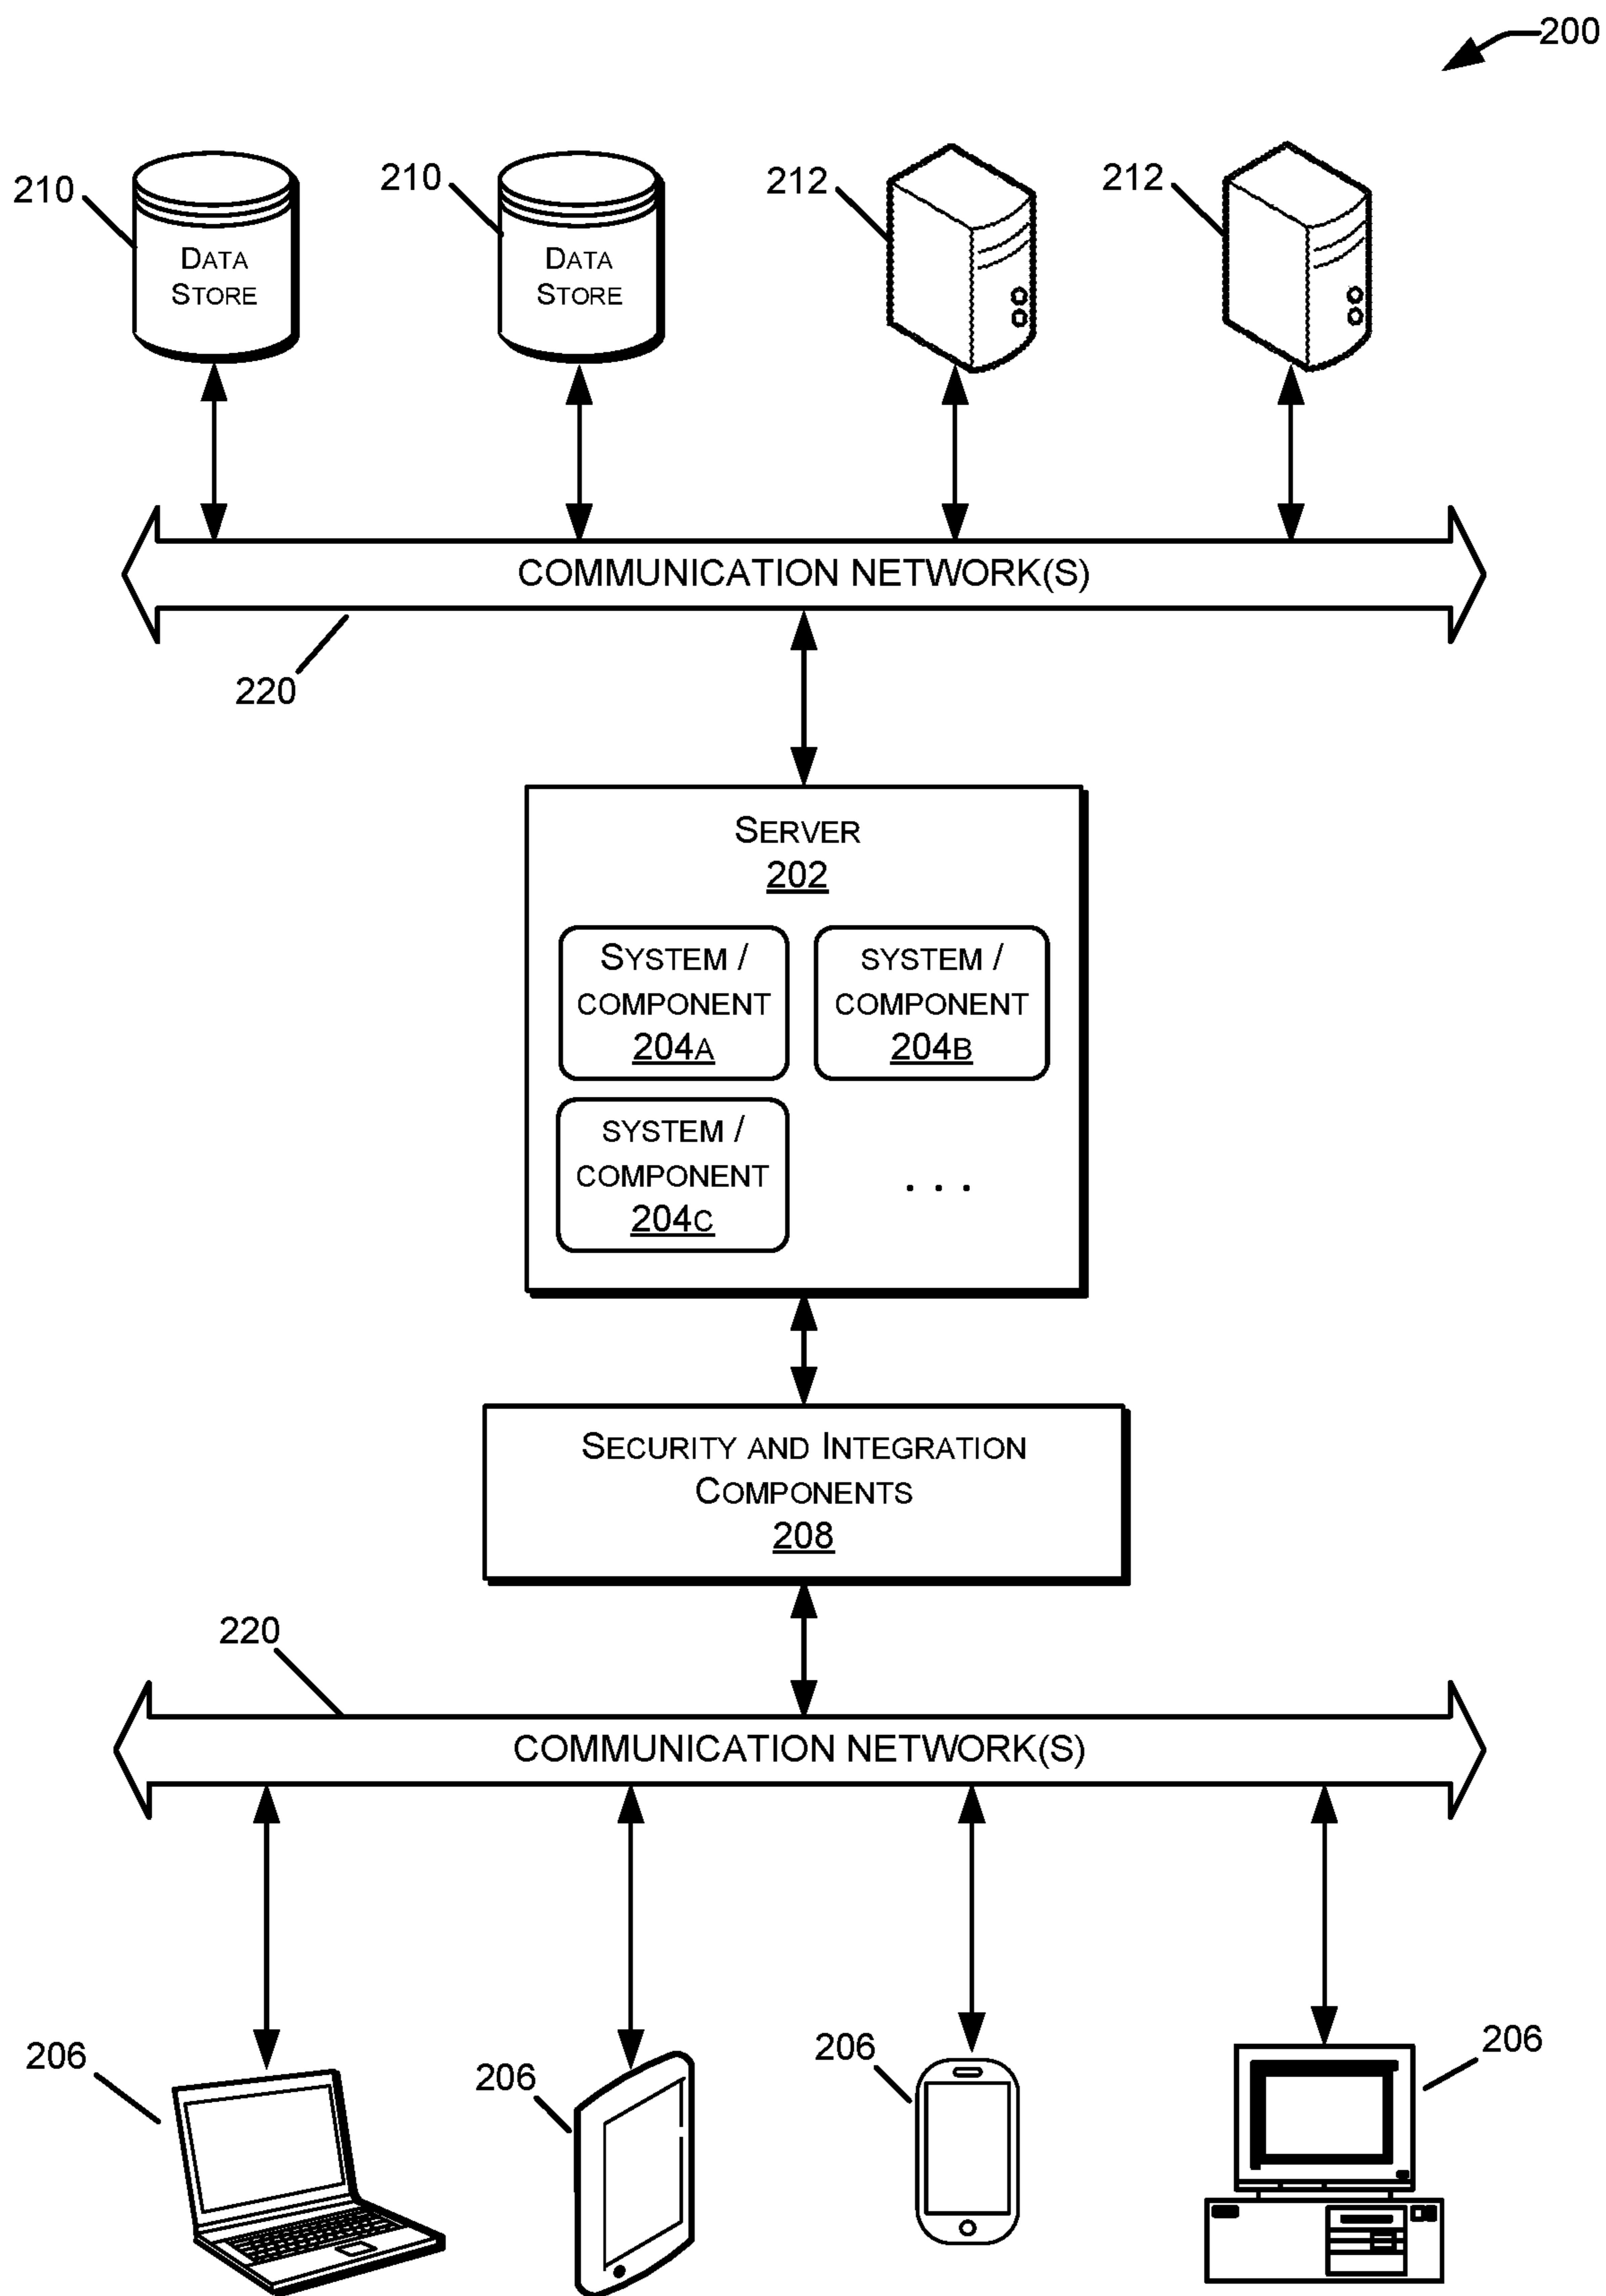 200
210
210
212
212
DATA
STORE
DATA
STORE
COMMUNICATION NETWORK(S)
220
SERVER
202
SYSTEM /
COMPONENT
204A
SYSTEM /
COMPONENT
204B
SYSTEM /
COMPONENT
204C
. . .
SECURITY AND INTEGRATION
COMPONENTS
208
220
COMMUNICATION NETWORK(S)
206
206
206
206